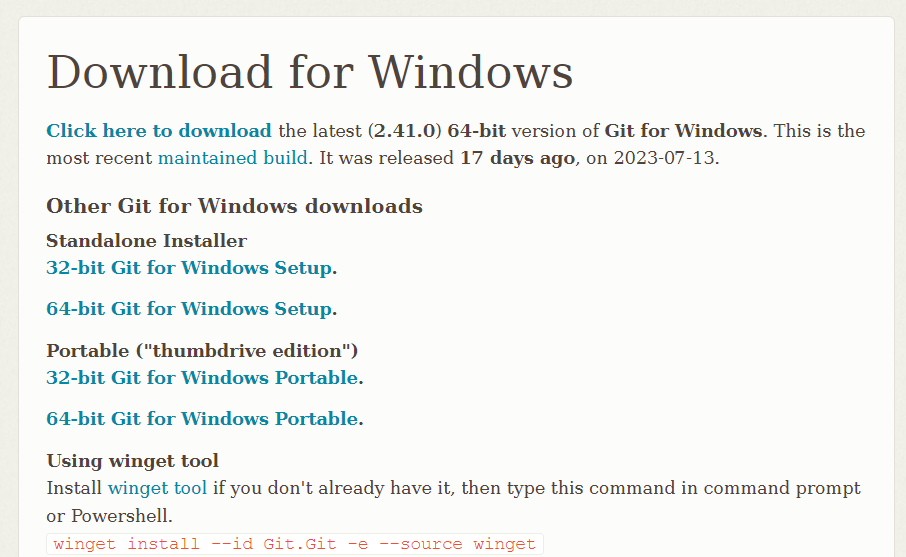 Download for Windows
Click here to download the latest (2.41.0) 64-bit version of Git for Windows. This is the
most recent maintained build. It was released 17 days ago, on 2023-07-13.
Other Git for Windows downloads
Standalone Installer
32-bit Git for Windows Setup.
64-bit Git for Windows Setup.
Portable ("thumbdrive edition")
32-bit Git for Windows Portable.
64-bit Git for Windows Portable.
Using winget tool
Install winget tool if you don't already have it, then type this command in command prompt
or Powershell.
winget install --id Git.Git -e --source winget